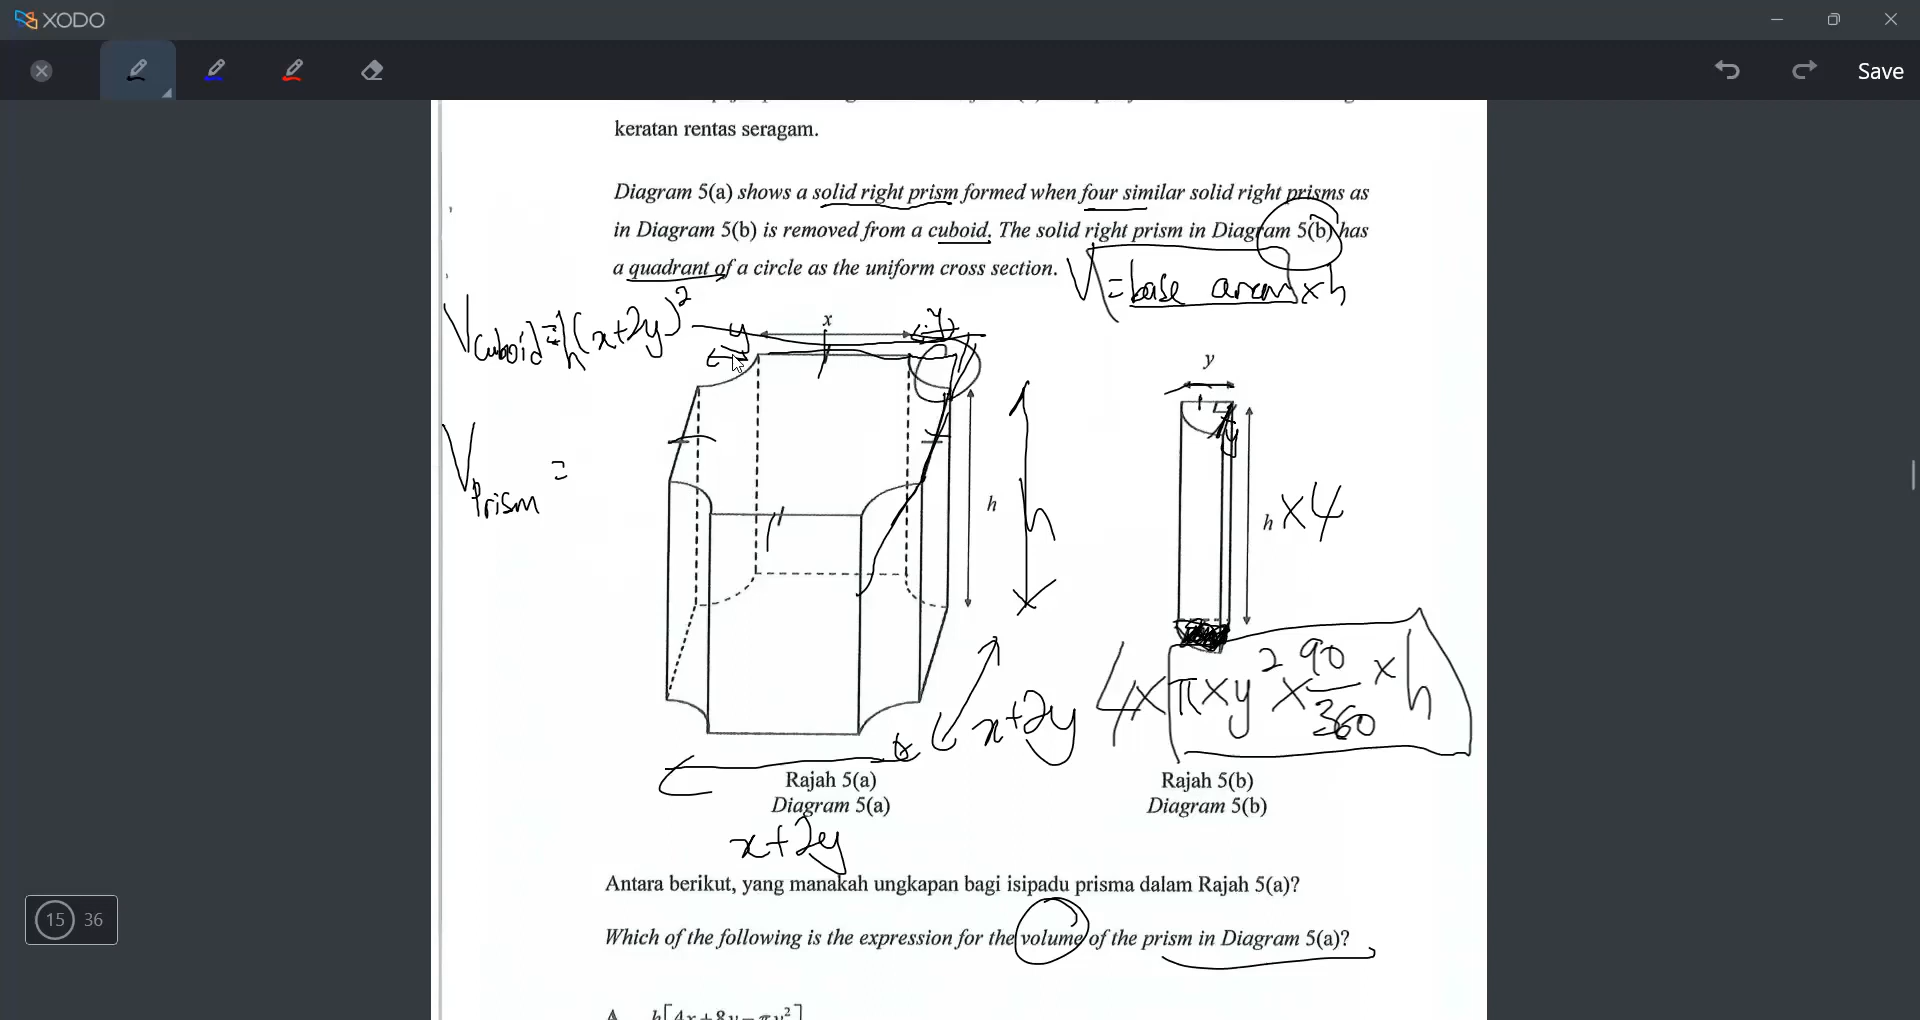 XODO
Save
keratan rentas seragam.
Diagram 5(a) shows a solid right prism formed when four similar solid right prisms as
in Diagram 5(b) is removed from a cuboid. The solid right prism in Diagram 5(b) has
a quadrant of a circle as the uniform cross section.
V = base area x h
V cuboid = h(x+2y)²
y
x
y
V prism =
h
h
x+2y
x+2y
y
y
h
x4
4 x π x y² x 90/360 x h
Rajah 5(a)
Diagram 5(a)
Rajah 5(b)
Diagram 5(b)
Antara berikut, yang manakah ungkapan bagi isipadu prisma dalam Rajah 5(a)?
Which of the following is the expression for the volume of the prism in Diagram 5(a)?
15 36
A h[4x+8y−πy²]